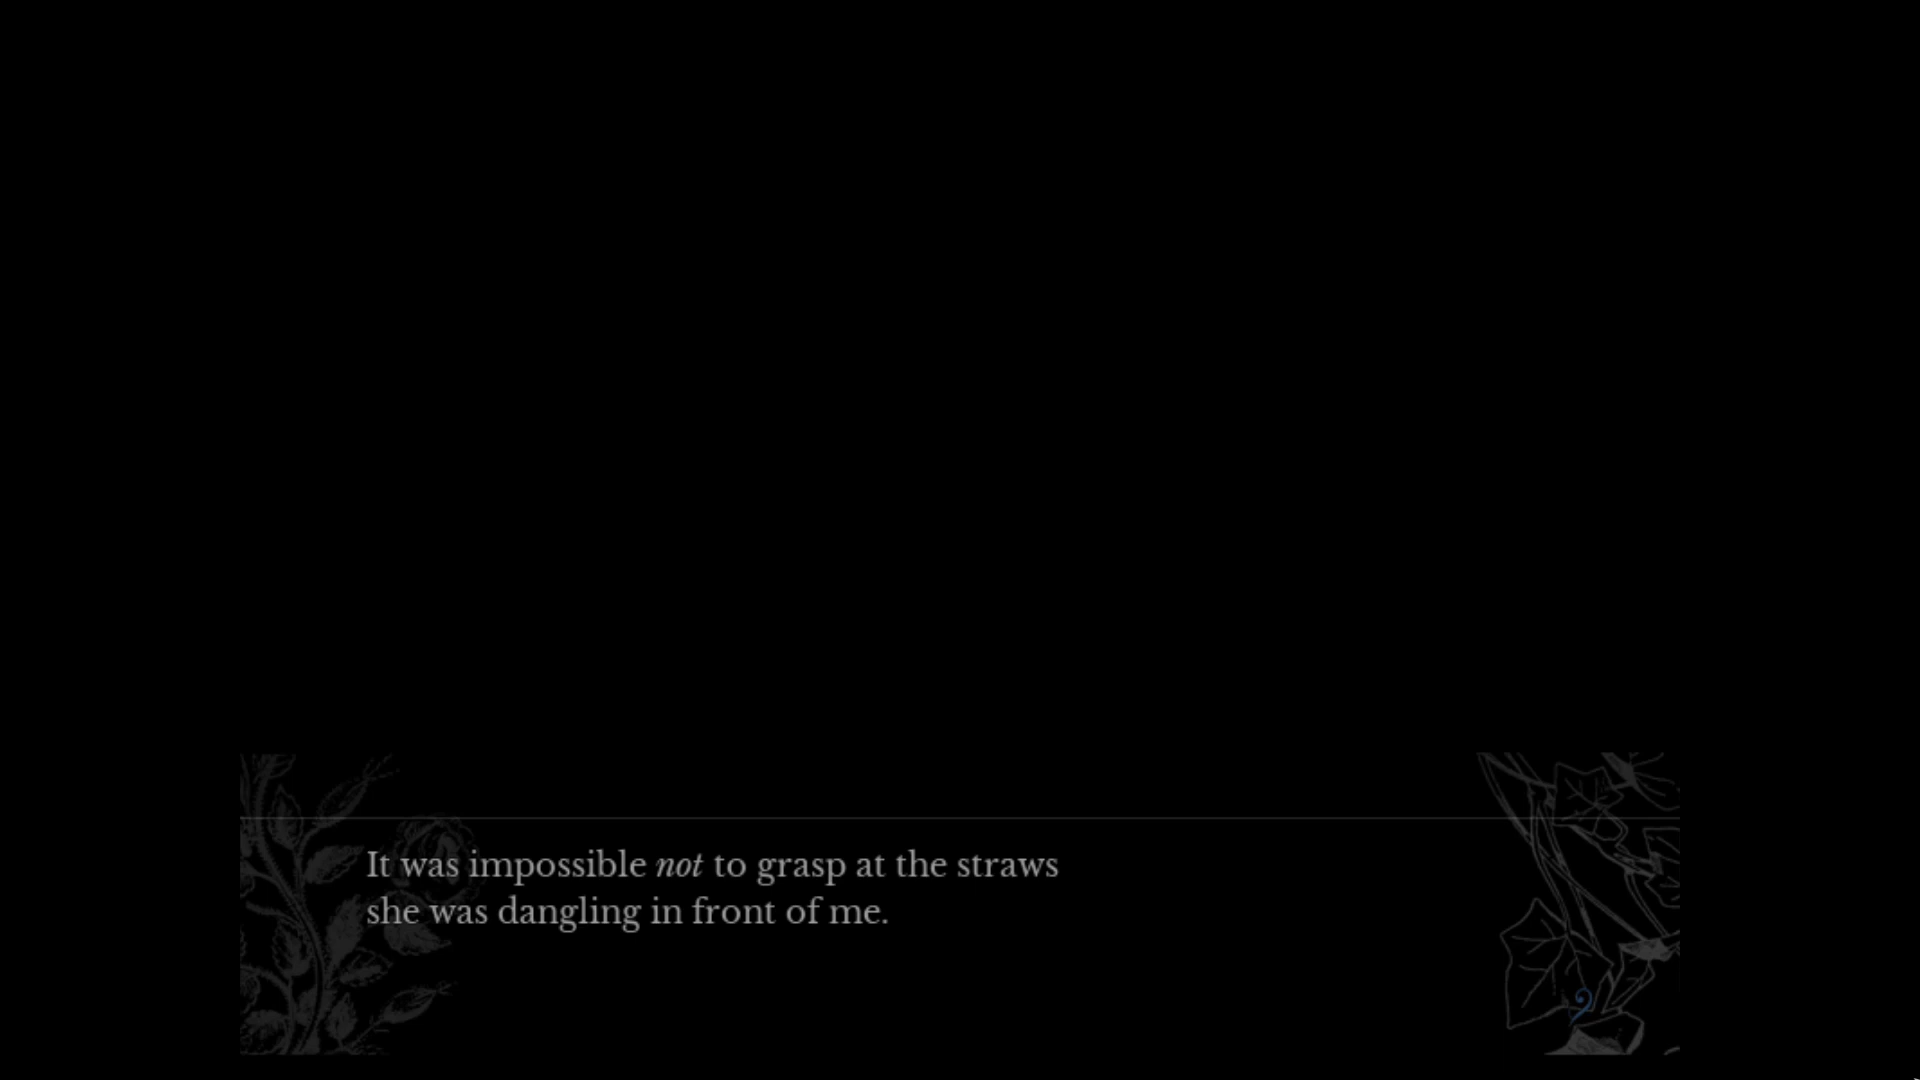 It was impossible not to grasp at the straws
she was dangling in front of me.